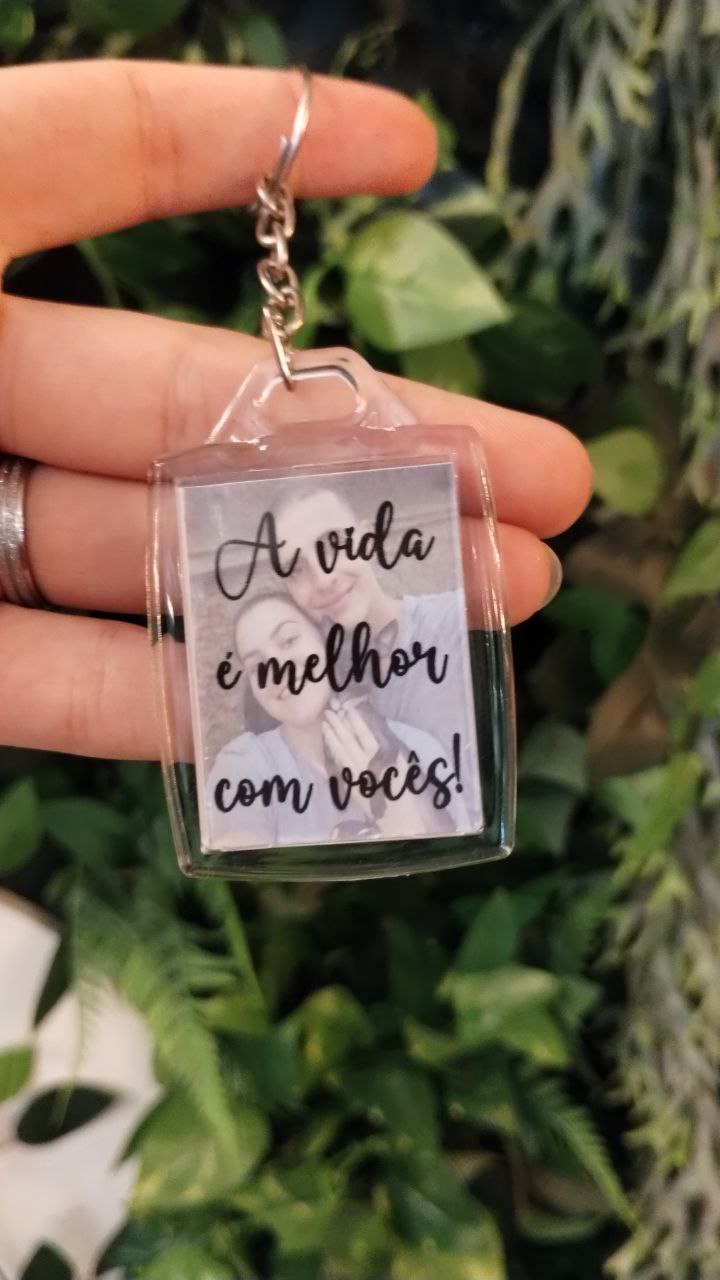 A vida
é melhor
com vocês!